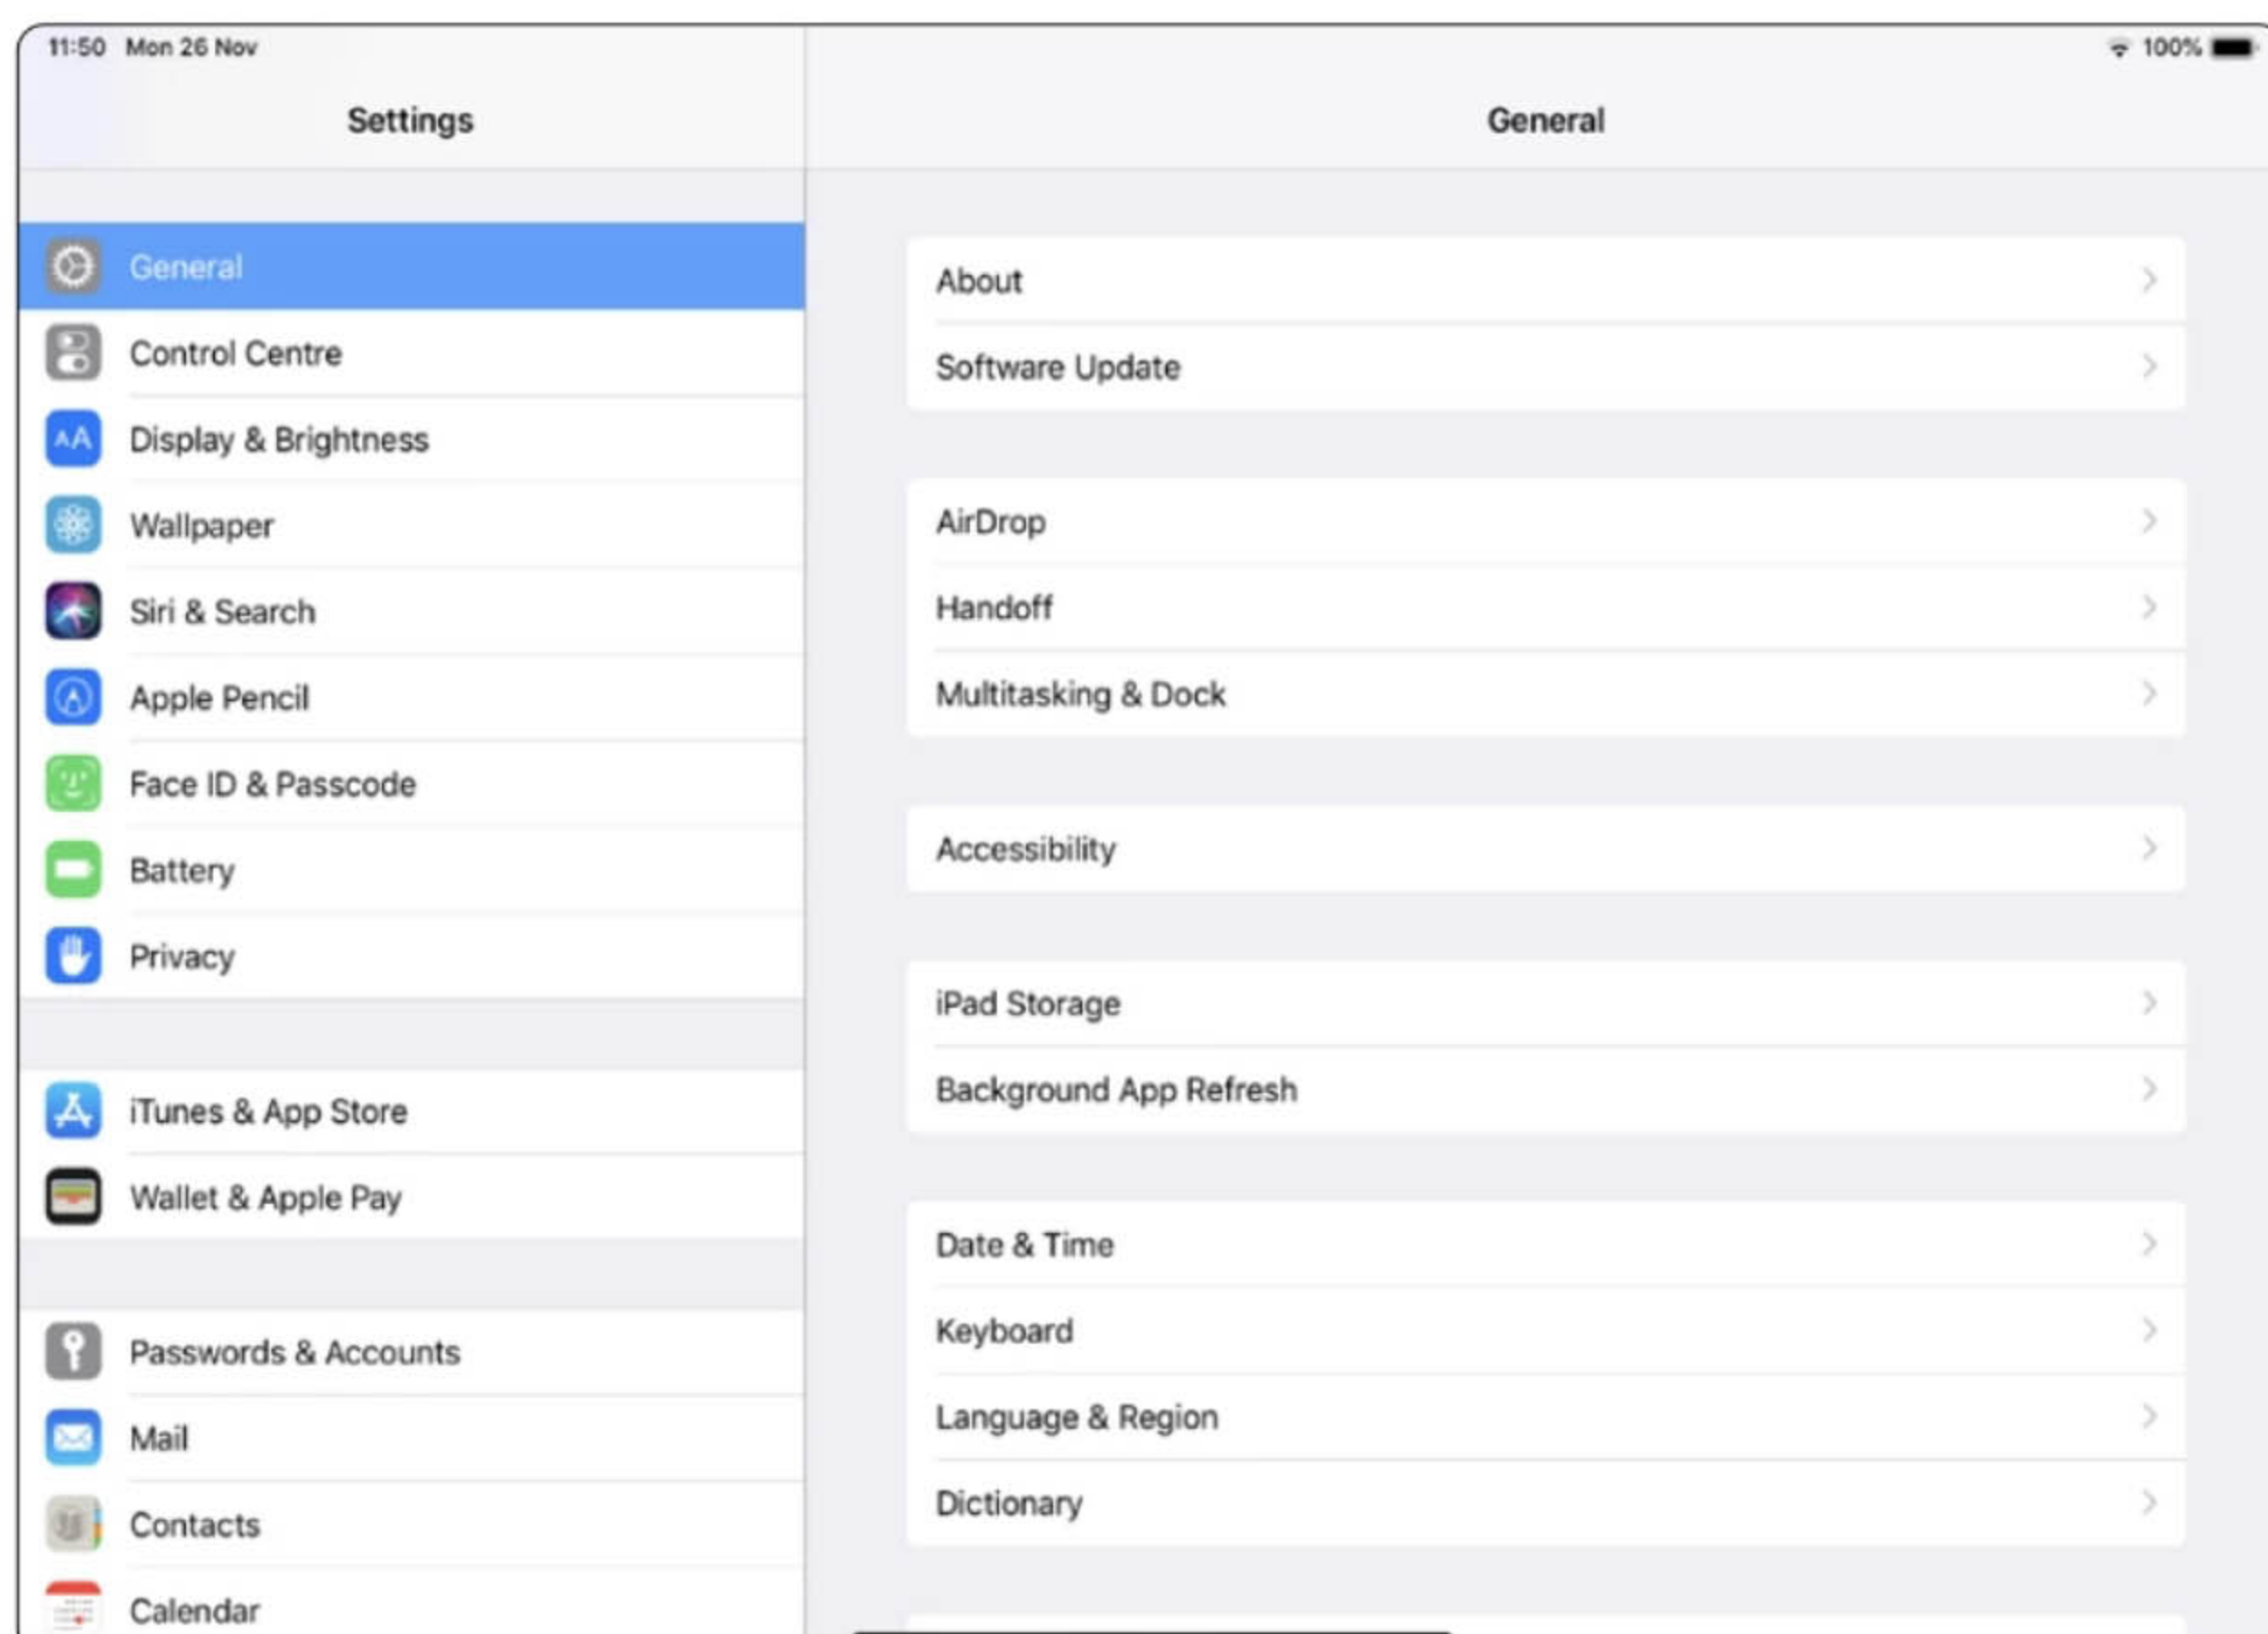 11:50 Mon 26 Nov
100%
Settings
General
Control Centre
Display & Brightness
Wallpaper
Siri & Search
Apple Pencil
Face ID & Passcode
Battery
Privacy
iTunes & App Store
Wallet & Apple Pay
Passwords & Accounts
Mail
Contacts
Calendar
General
About
Software Update
AirDrop
Handoff
Multitasking & Dock
Accessibility
iPad Storage
Background App Refresh
Date & Time
Keyboard
Language & Region
Dictionary